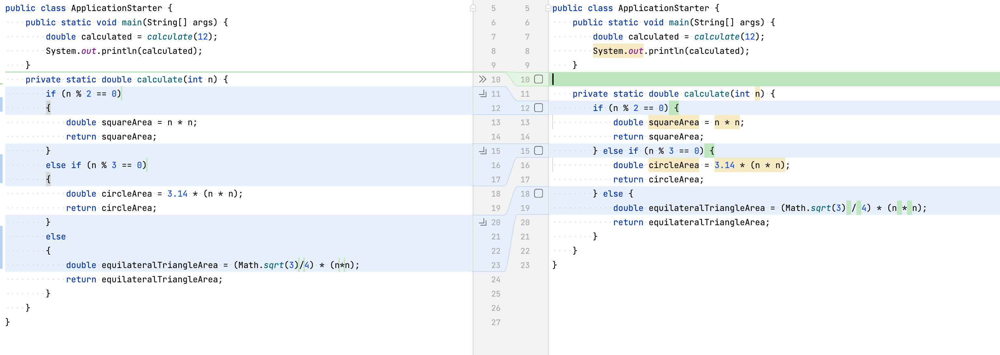 public class ApplicationStarter {
    public static void main(String[] args) {
        double calculated = calculate(12);
        System.out.println(calculated);
    }
    private static double calculate(int n) {
        if (n % 2 == 0)
        {
            double squareArea = n * n;
            return squareArea;
        }
        else if (n % 3 == 0)
        {
            double circleArea = 3.14 * (n * n);
            return circleArea;
        }
        else
        {
            double equilateralTriangleArea = (Math.sqrt(3)/4) * (n*n);
            return equilateralTriangleArea;
        }
    }
}
5 5
6 6
7 7
8 8
9 9
10 10
11 11
12 12
13 13
14 14
15 15
16 16
17 17
18 18
19 19
20 20
21 21
22 22
23 23
24
25
26
27
public class ApplicationStarter {
    public static void main(String[] args) {
        double calculated = calculate(12);
        System.out.println(calculated);
    }

    private static double calculate(int n) {
        if (n % 2 == 0) {
            double squareArea = n * n;
            return squareArea;
        } else if (n % 3 == 0) {
            double circleArea = 3.14 * (n * n);
            return circleArea;
        } else {
            double equilateralTriangleArea = (Math.sqrt(3) / 4) * (n * n);
            return equilateralTriangleArea;
        }
    }
}